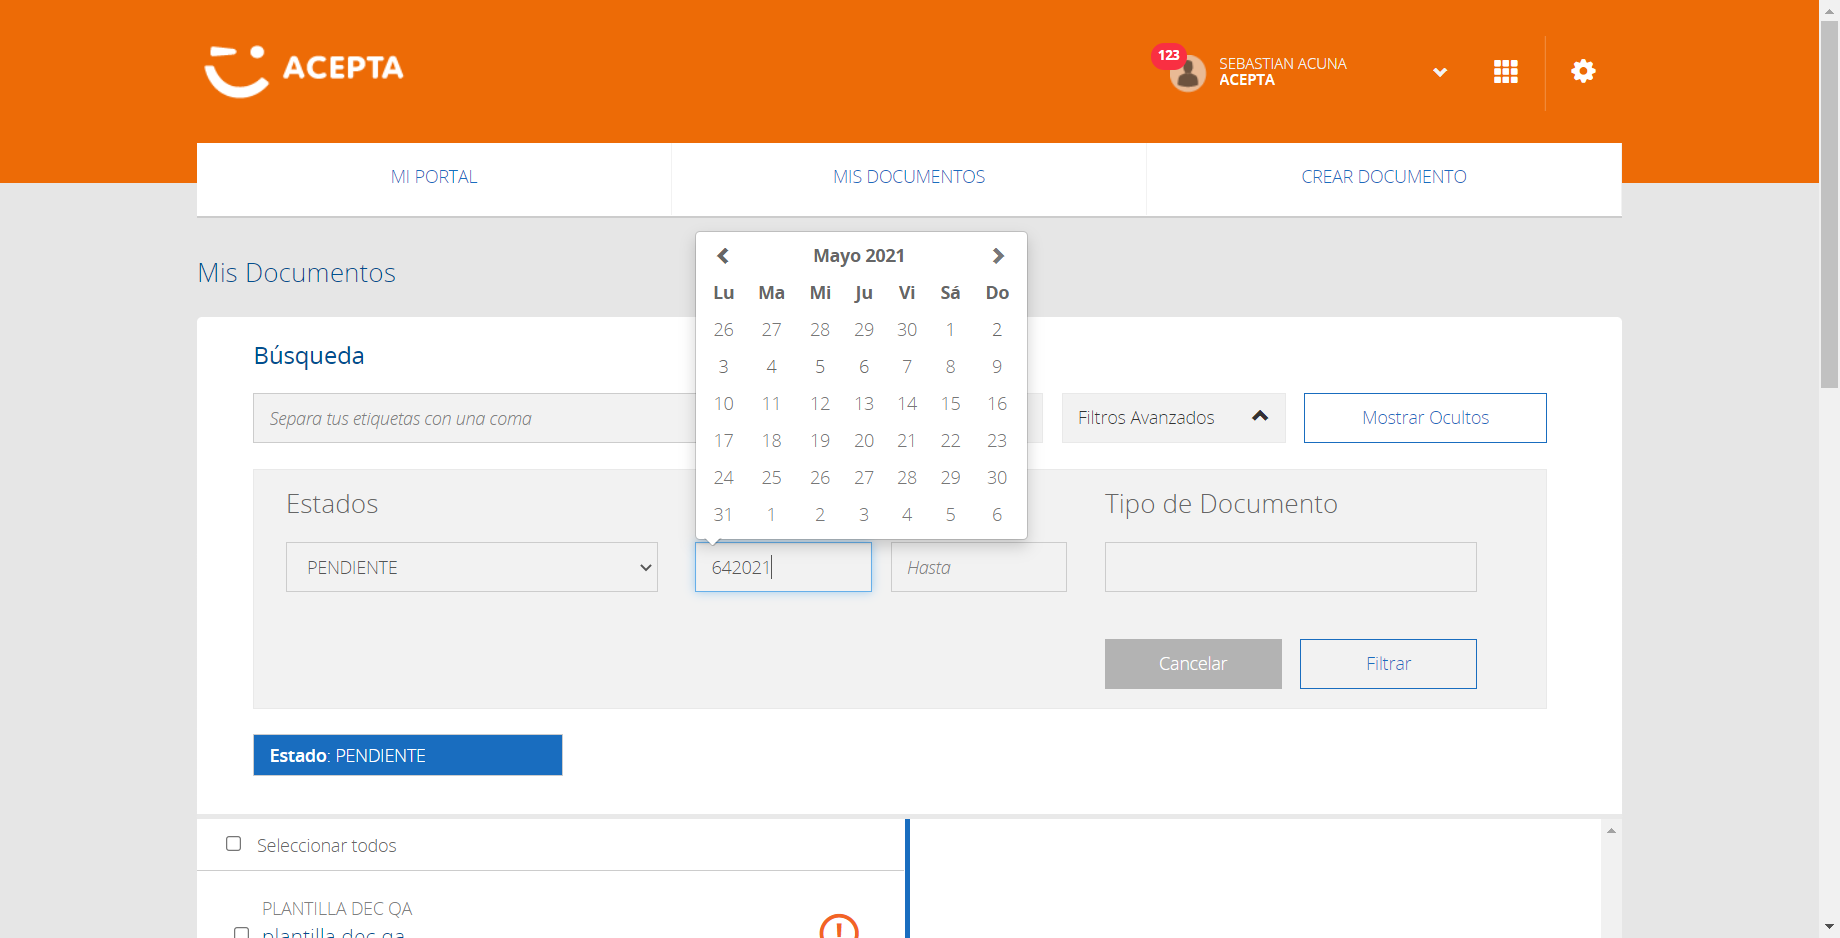 ACEPTA
123
SEBASTIAN ACUNA
ACEPTA
MI PORTAL
MIS DOCUMENTOS
CREAR DOCUMENTO
Mis Documentos
Mayo 2021
Lu Ma Mi Ju Vi Sá Do
26 27 28 29 30 1 2
3 4 5 6 7 8 9
10 11 12 13 14 15 16
17 18 19 20 21 22 23
24 25 26 27 28 29 30
31 1 2 3 4 5 6
Búsqueda
Separa tus etiquetas con una coma
Filtros Avanzados
Mostrar Ocultos
Estados
Tipo de Documento
PENDIENTE
642021
Hasta
Cancelar
Filtrar
Estado: PENDIENTE
Seleccionar todos
PLANTILLA DEC QA
plantilla dec qa